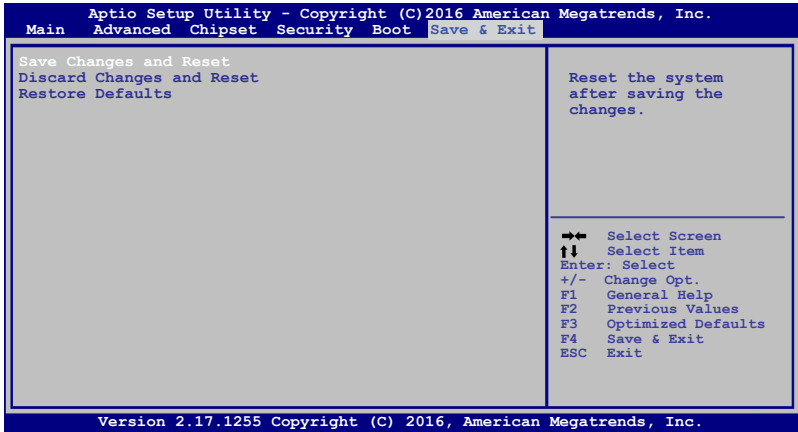 Aptio Setup Utility - Copyright (C)2016 American Megatrends, Inc.
Main Advanced Chipset Security Boot Save & Exit
Save Changes and Reset
Discard Changes and Reset
Restore Defaults
Reset the system
after saving the
changes.
→← Select Screen
↑↓ Select Item
Enter: Select
+/- Change Opt.
F1 General Help
F2 Previous Values
F3 Optimized Defaults
F4 Save & Exit
ESC Exit
Version 2.17.1255 Copyright (C) 2016, American Megatrends, Inc.